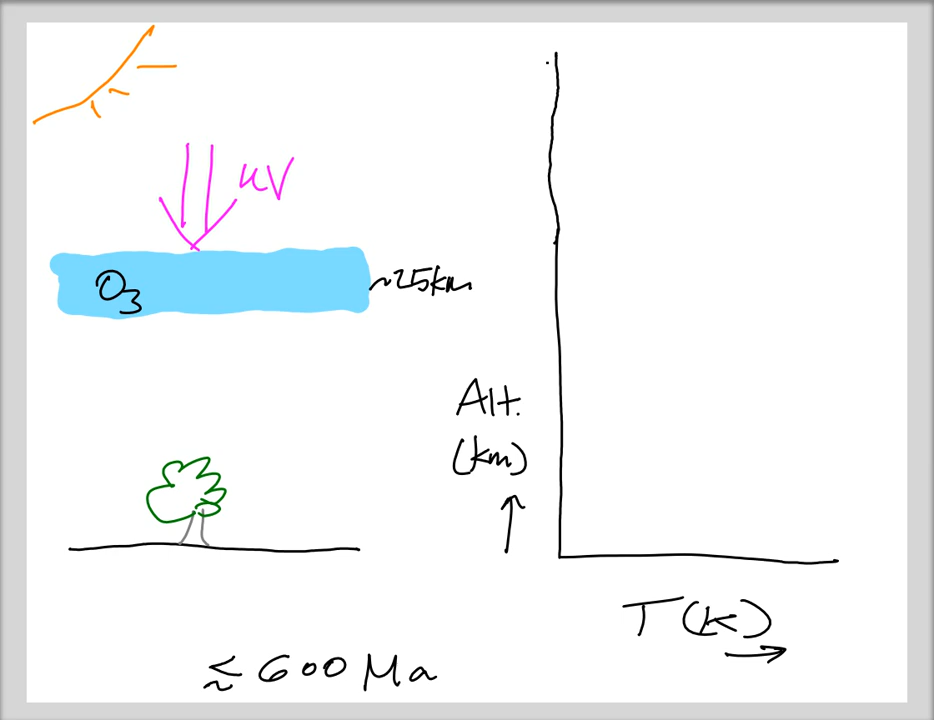 UV
O3
~25km
Alt.
(km)
↑
T(K)
→
≲ 600 Ma